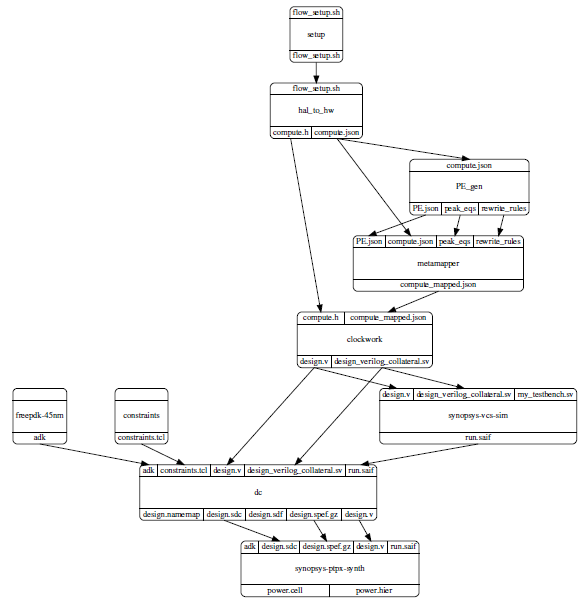 flow_setup.sh
setup
flow_setup.sh
flow_setup.sh
hal_to_hw
compute.h compute.json
compute.json
PE_gen
PE.json peak_eqs rewrite_rules
PE.json compute.json peak_eqs rewrite_rules
metamapper
compute_mapped.json
compute.h compute_mapped.json
clockwork
design.v design_verilog_collateral.sv
freepdk-45nm
adk
constraints
constraints.tcl
design.v design_verilog_collateral.sv my_testbench.sv
synopsys-vcs-sim
run.saif
adk constraints.tcl design.v design_verilog_collateral.sv run.saif
dc
design.namemap design.sdc design.sdf design.spef.gz design.v
adk design.sdc design.spef.gz design.v run.saif
synopsys-ptpx-synth
power.cell power.hier